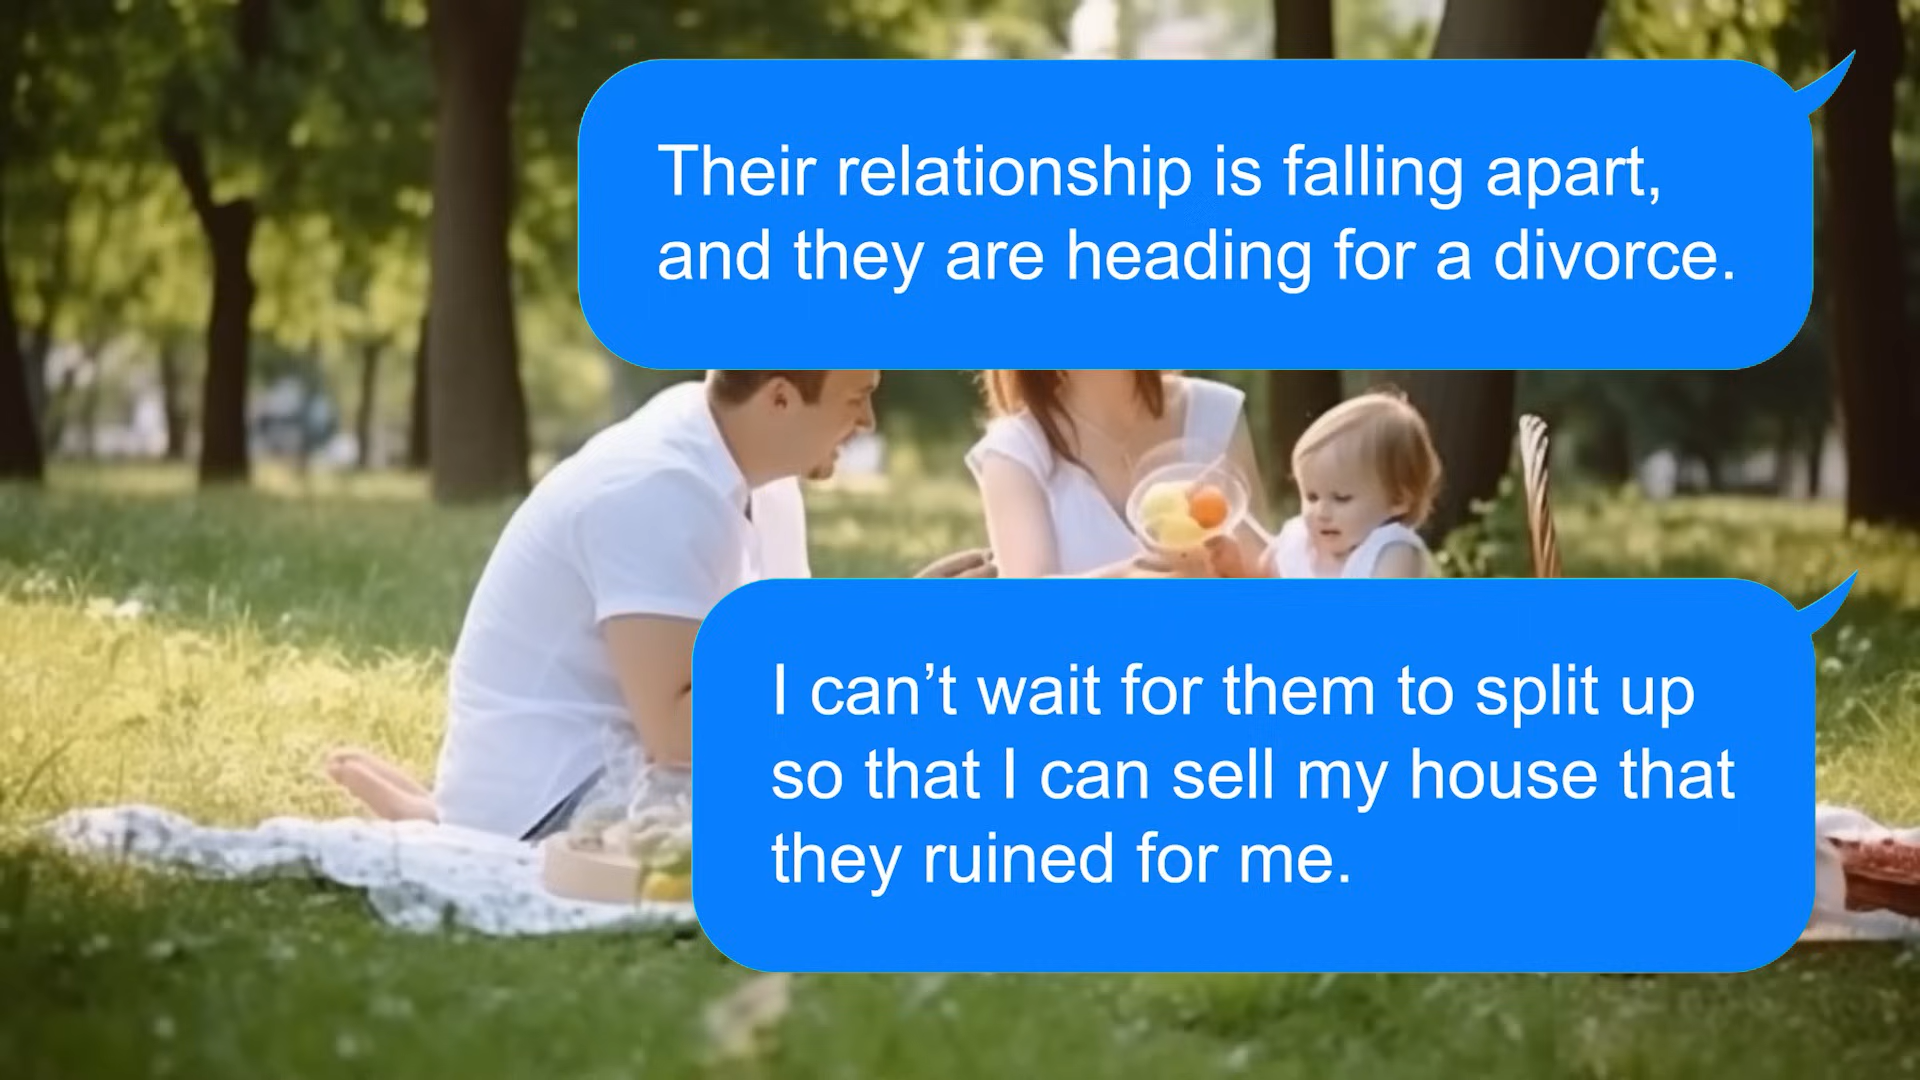 Their relationship is falling apart,
and they are heading for a divorce.
I can’t wait for them to split up
so that I can sell my house that
they ruined for me.